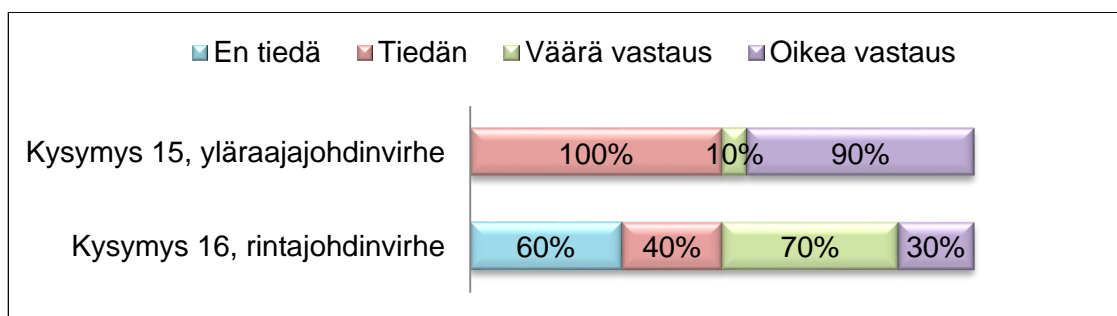 En tiedä Tiedän Väärä vastaus Oikea vastaus
Kysymys 15, yläraajajohdinvirhe 100% 10% 90%
Kysymys 16, rintajohdinvirhe 60% 40% 70% 30%